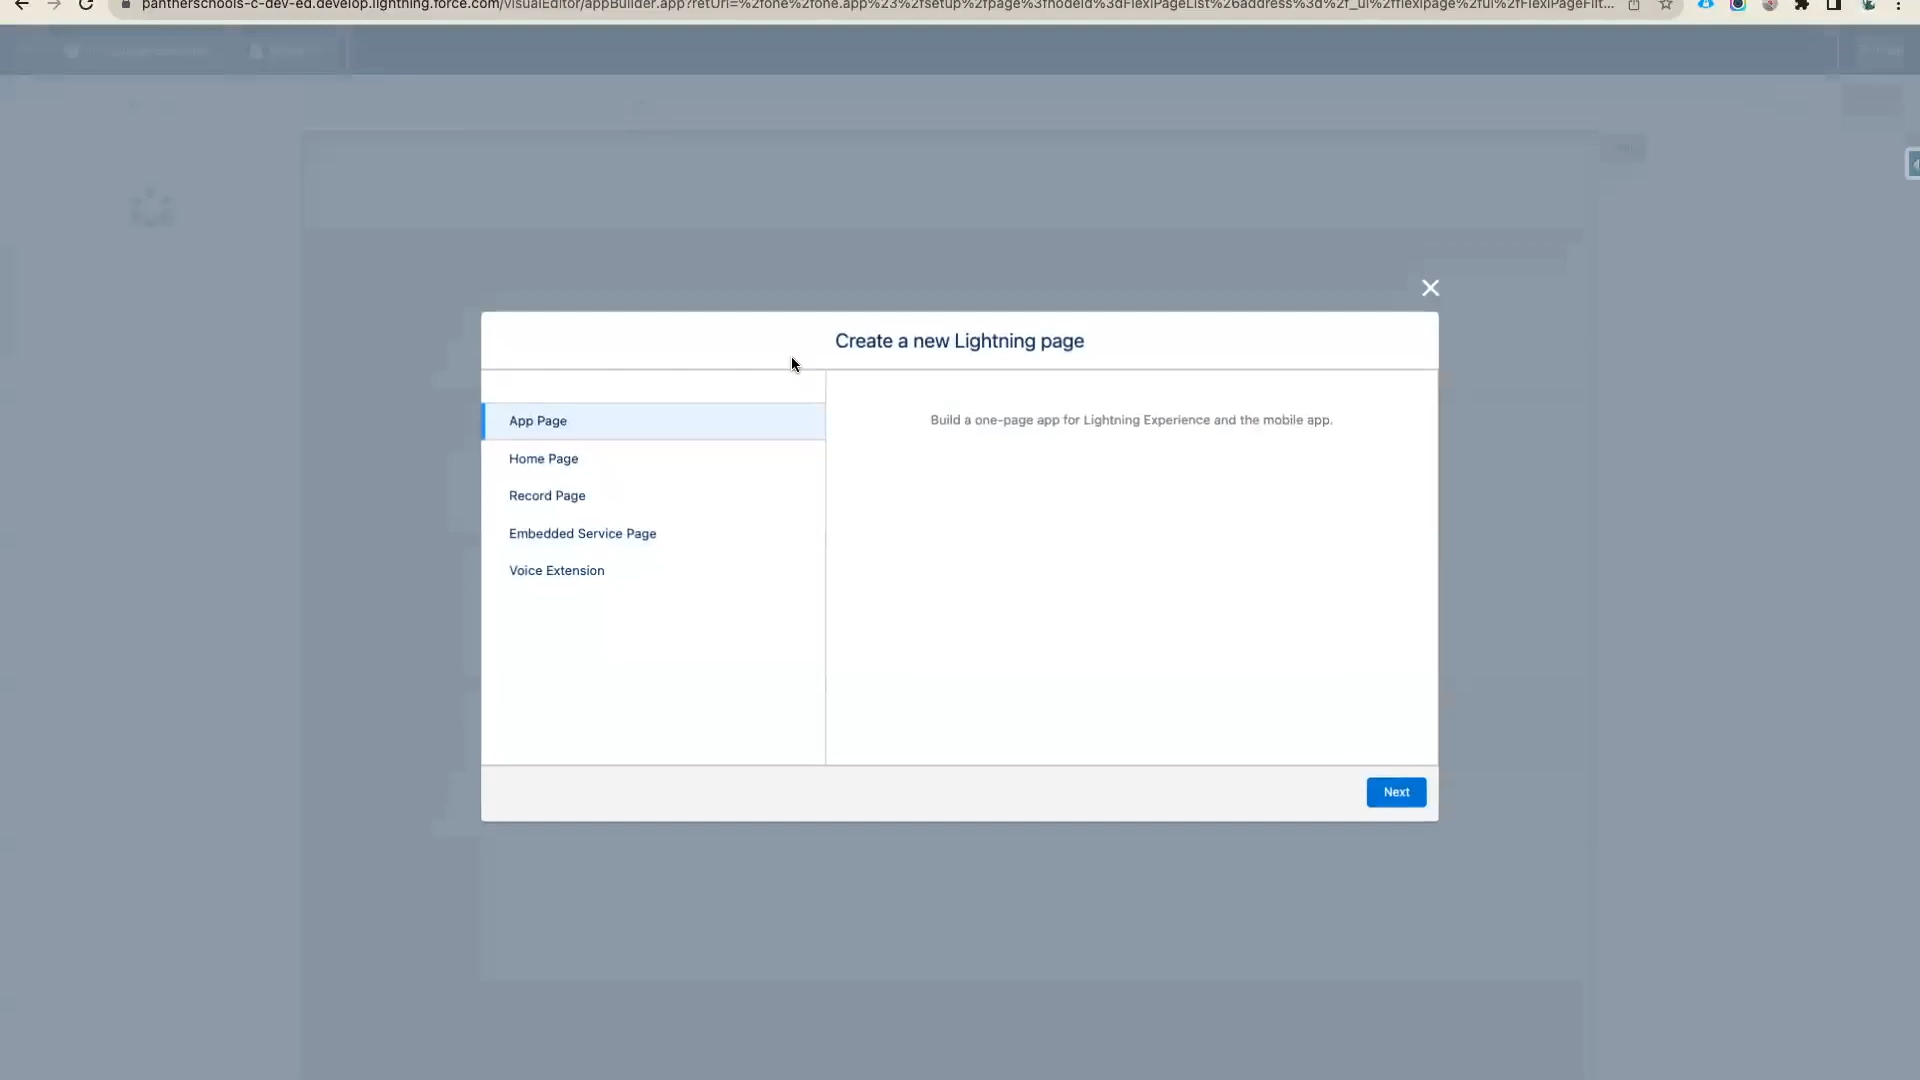 pantherschools-c-dev-ed.develop.lightning.force.com/visualEditor/appBuilder.app?retUrl=%2fone%2fone.app%23%2fsetup%2fpage%3fnodeId%3dFlexiPageList%26address%3d%2f_ui%2fflexipage%2fui%2fFlexiPageFilt...
Create a new Lightning page
App Page
Build a one-page app for Lightning Experience and the mobile app.
Home Page
Record Page
Embedded Service Page
Voice Extension
Next